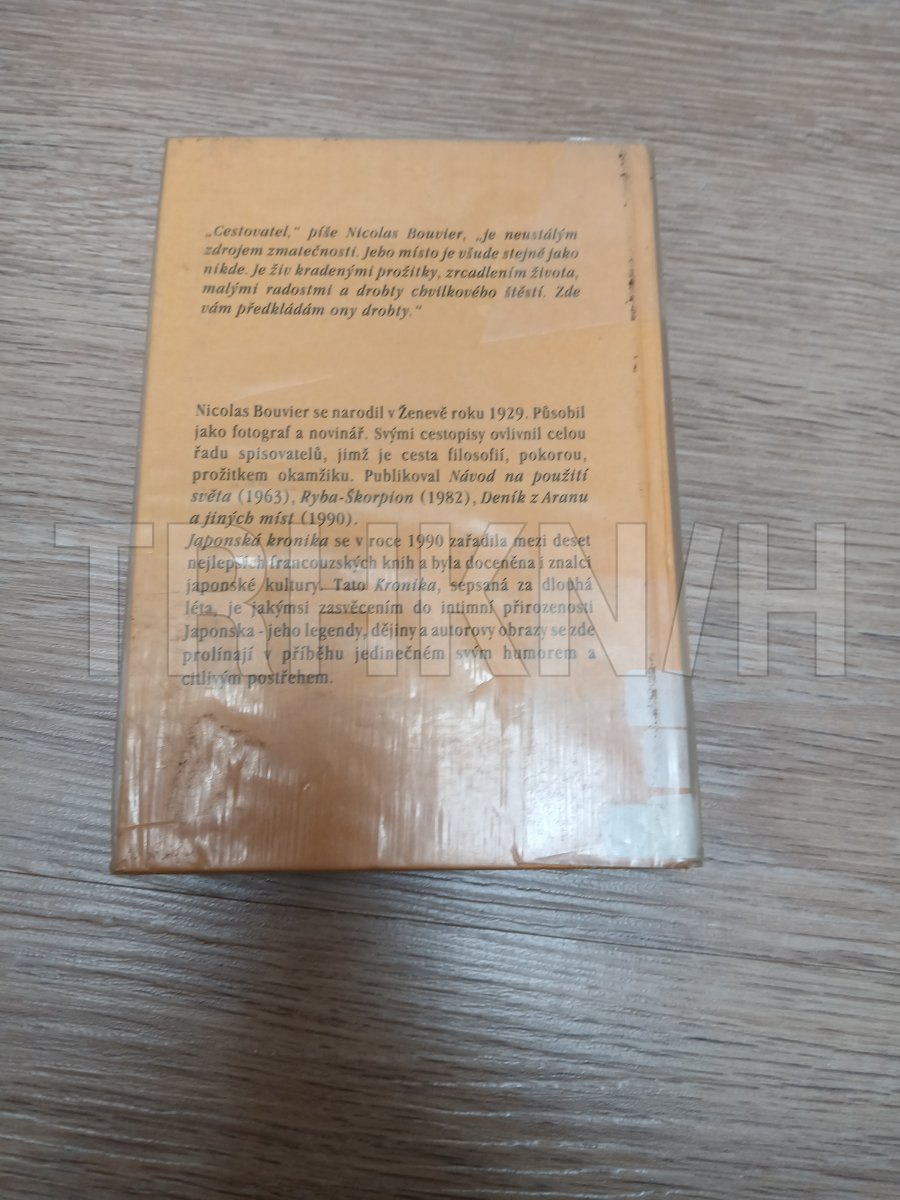 „Cestovatel,“ píše Nicolas Bouvier, „je neustálým
zdrojem zmatečnosti. Jeho místo je všude stejně jako
nikde. Je živ kradenými prožitky, zrcadlením života,
malými radostmi a drobty chvilkového štěstí. Zde
vám předkládám ony drobty.“
Nicolas Bouvier se narodil v Ženevě roku 1929. Působil
jako fotograf a novinář. Svými cestopisy ovlivnil celou
řadu spisovatelů, jimž je cesta filosofií, pokorou,
prožitkem okamžiku. Publikoval Návod na použití
světa (1963), Ryba-Škorpion (1982), Deník z Aranu
a jiných míst (1990).
Japonská kronika se v roce 1990 zařadila mezi deset
nejlepších francouzských knih a byla doceněna i znalci
japonské kultury. Tato Kronika, sepsaná za dlouhá
léta, je jakýmsi zasvěcením do intimní přirozenosti
Japonska - jeho legendy, dějiny a autorovy obrazy se zde
prolínají v příběhu jedinečném svým humorem a
citlivým postřehem.